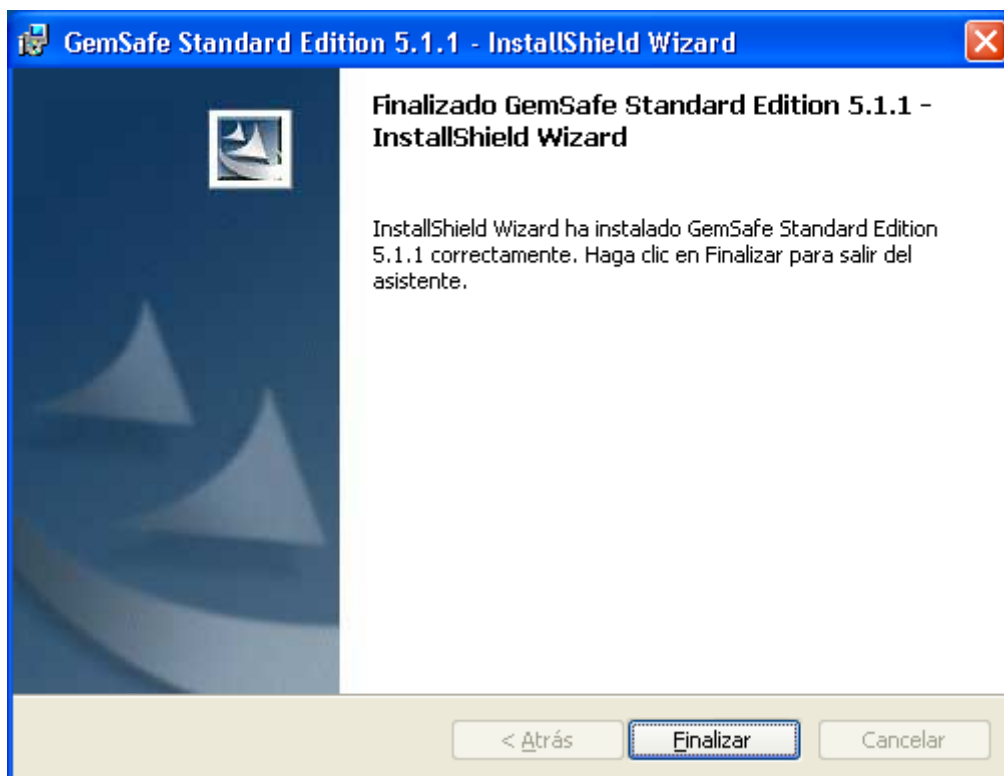 GemSafe Standard Edition 5.1.1 - InstallShield Wizard
Finalizado GemSafe Standard Edition 5.1.1 -
InstallShield Wizard
InstallShield Wizard ha instalado GemSafe Standard Edition
5.1.1 correctamente. Haga clic en Finalizar para salir del
asistente.
< Atrás
Finalizar
Cancelar